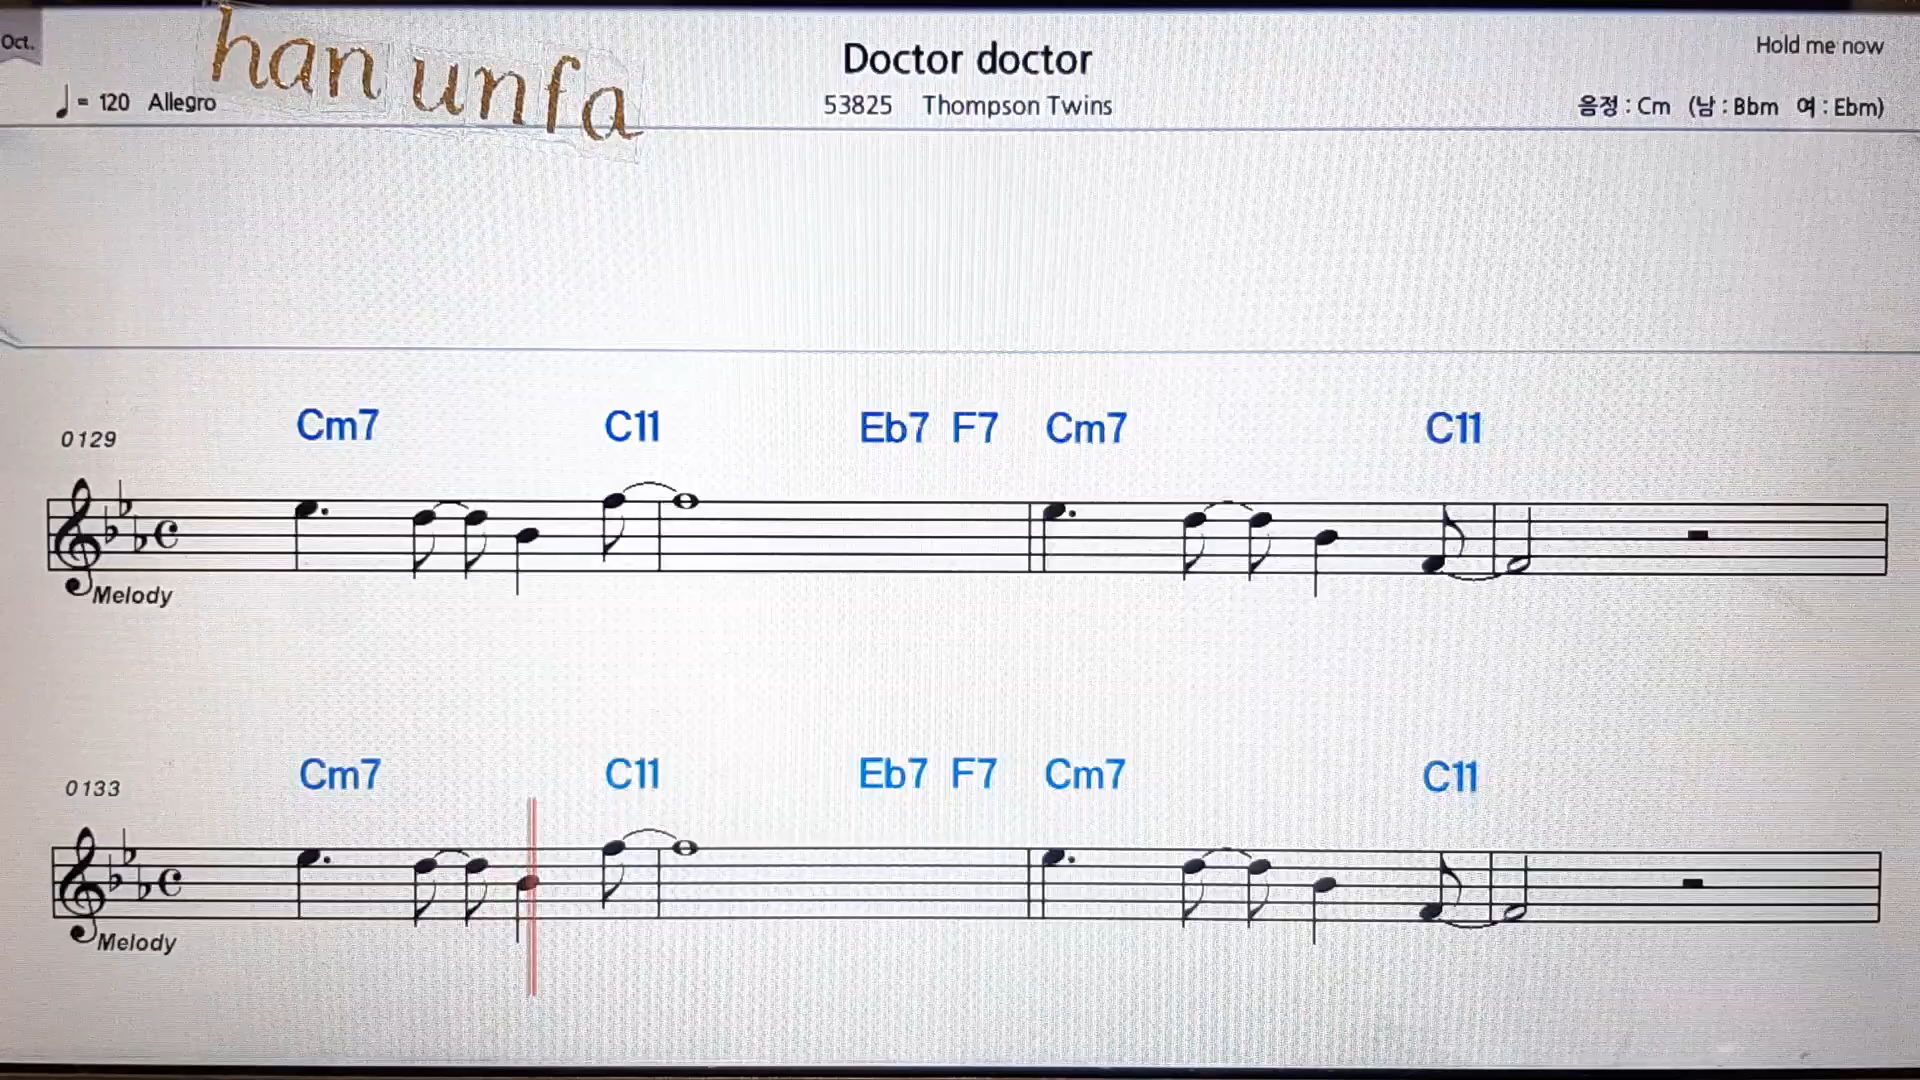 Oct.
han unfa
Doctor doctor
Hold me now
= 120 Allegro
53825 Thompson Twins
음정 : Cm (남 : Bbm 여 : Ebm)
0129
Cm7 C11 Eb7 F7 Cm7 C11
Melody
0133
Cm7 C11 Eb7 F7 Cm7 C11
Melody